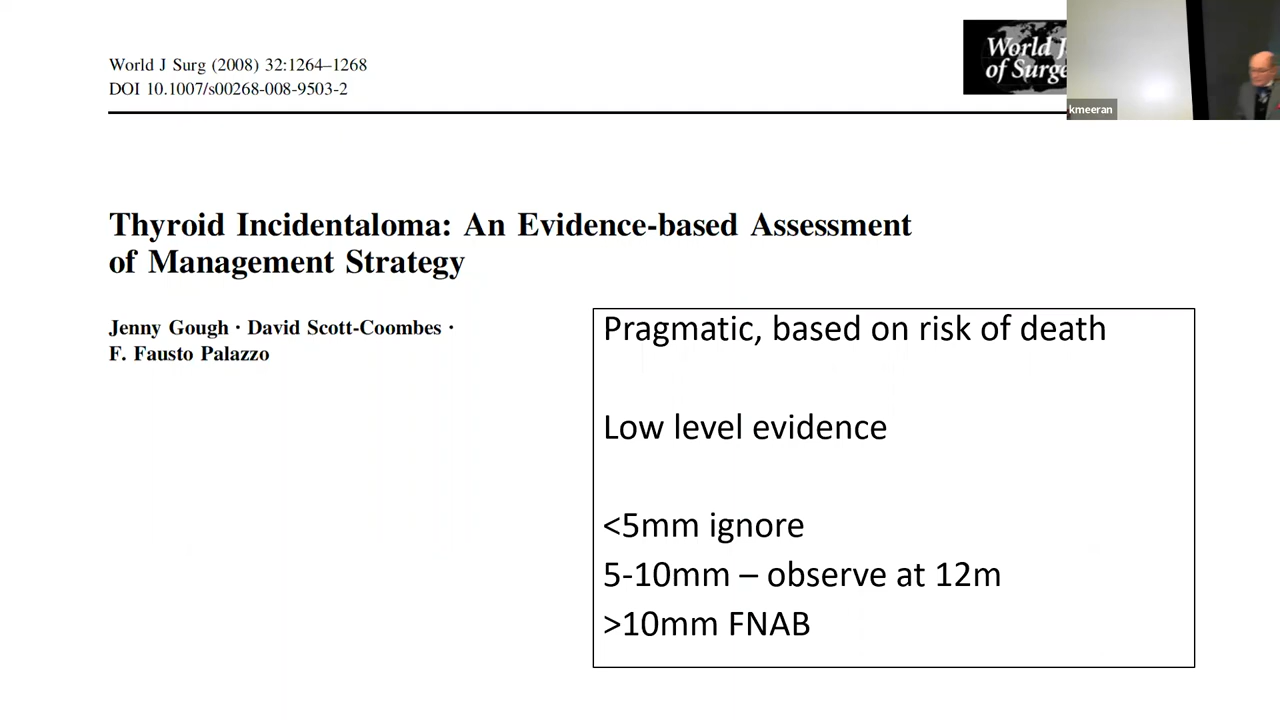 World J Surg (2008) 32:1264–1268
DOI 10.1007/s00268-008-9503-2
World J
of Surge
kmeeran
Thyroid Incidentaloma: An Evidence-based Assessment
of Management Strategy
Jenny Gough · David Scott-Coombes ·
F. Fausto Palazzo
Pragmatic, based on risk of death
Low level evidence
<5mm ignore
5-10mm – observe at 12m
>10mm FNAB